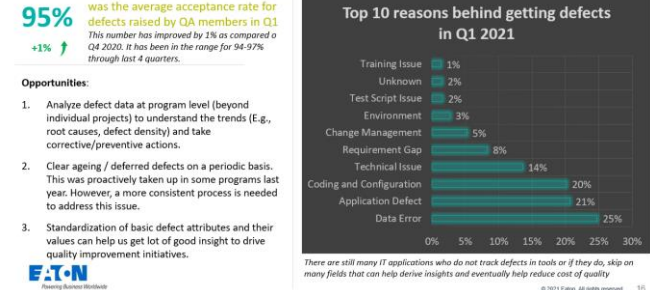 95%
was the average acceptance rate for
defects raised by QA members in Q1
+1%
This number has improved by 1% as compared o
Q4 2020. It has been in the range for 94-97%
through last 4 quarters.
Opportunities:
1. Analyze defect data at program level (beyond
individual projects) to understand the trends (E.g.,
root causes, defect density) and take
corrective/preventive actions.
2. Clear ageing / deferred defects on a periodic basis.
This was proactively taken up in some programs last
year. However, a more consistent process is needed
to address this issue.
3. Standardization of basic defect attributes and their
values can help us get lot of good insight to drive
quality improvement initiatives.
EATON
Powering Business Worldwide
Top 10 reasons behind getting defects
in Q1 2021
Training Issue 1%
Unknown 2%
Test Script Issue 2%
Environment 3%
Change Management 5%
Requirement Gap 8%
Technical Issue 14%
Coding and Configuration 20%
Application Defect 21%
Data Error 25%
0% 5% 10% 15% 20% 25% 30%
There are still many IT applications who do not track defects in tools or if they do, skip on
many fields that can help derive insights and eventually help reduce cost of quality
© 2021 Eaton. All rights reserved. 16